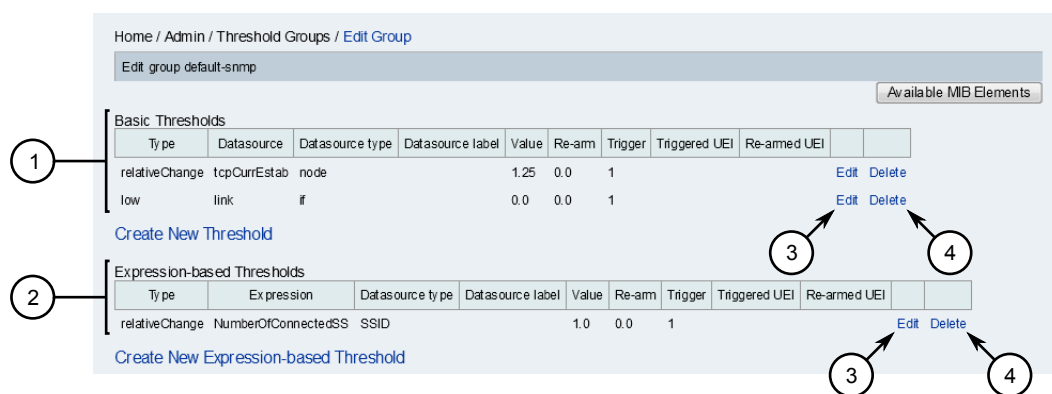 Home / Admin / Threshold Groups / Edit Group
Edit group default-snmp
Available MIB Elements
Basic Thresholds
Type Datasource Datasource type Datasource label Value Re-arm Trigger Triggered UEI Re-armed UEI
1
relativeChange tcpCurrEstab node 1.25 0.0 1 Edit Delete
low link if 0.0 0.0 1 Edit Delete
Create New Threshold
3 4
Expression-based Thresholds
2
Type Expression Datasource type Datasource label Value Re-arm Trigger Triggered UEI Re-armed UEI
relativeChange NumberOfConnectedSS SSID 1.0 0.0 1 Edit Delete
Create New Expression-based Threshold
3 4